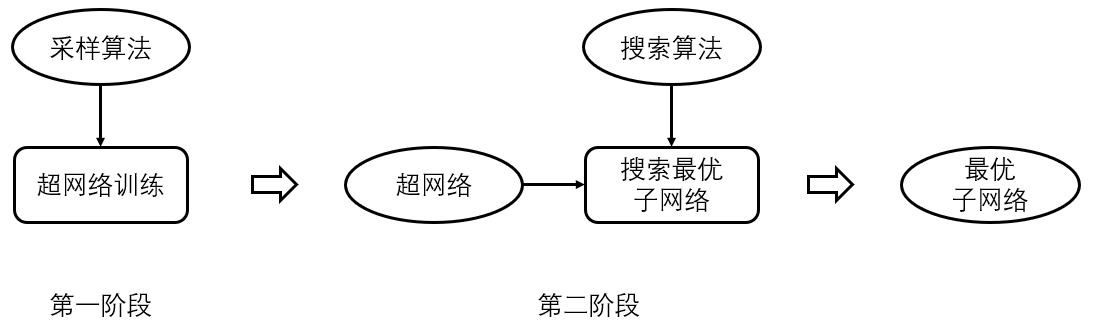 采样算法
搜索算法
超网络训练
超网络
搜索最优
子网络
最优
子网络
第一阶段
第二阶段